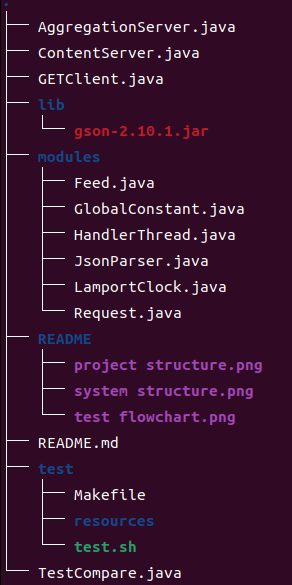 .
AggregationServer.java
ContentServer.java
GETClient.java
lib
gson-2.10.1.jar
modules
Feed.java
GlobalConstant.java
HandlerThread.java
JsonParser.java
LamportClock.java
Request.java
README
project structure.png
system structure.png
test flowchart.png
README.md
test
Makefile
resources
test.sh
TestCompare.java